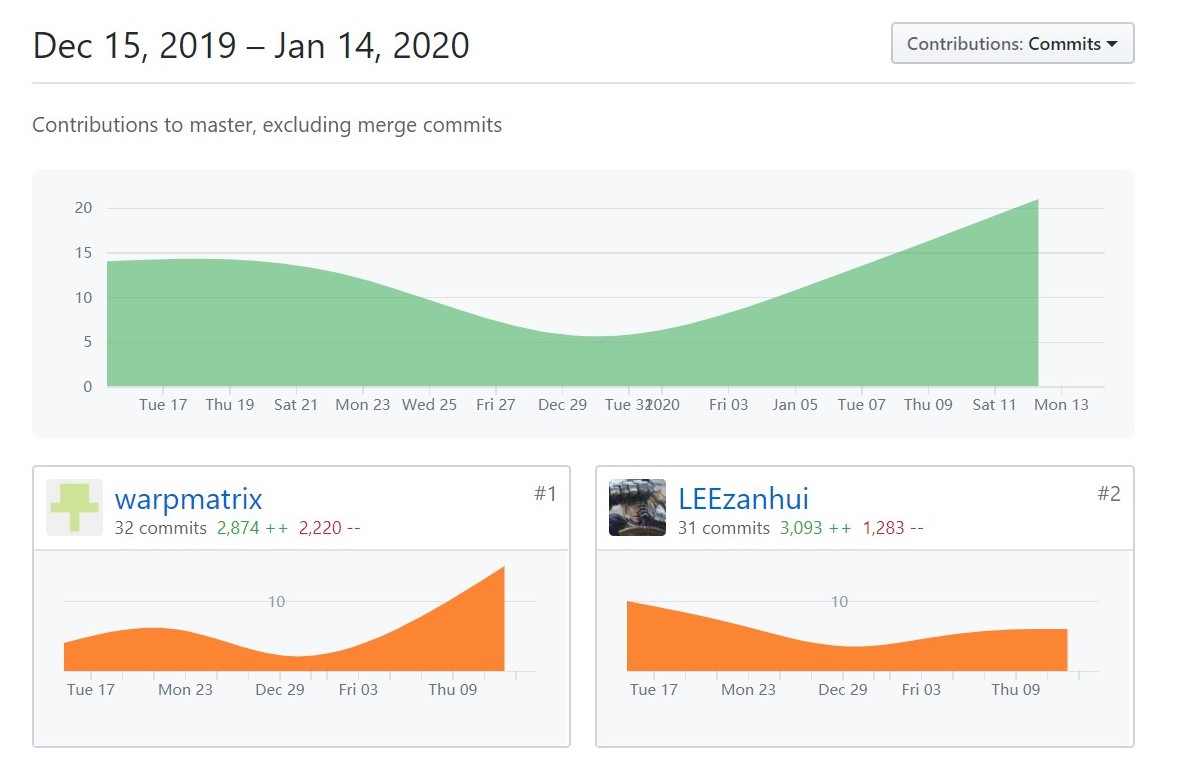 Dec 15, 2019 – Jan 14, 2020
Contributions: Commits
Contributions to master, excluding merge commits
20
15
10
5
0
Tue 17 Thu 19 Sat 21 Mon 23 Wed 25 Fri 27 Dec 29 Tue 31 2020 Fri 03 Jan 05 Tue 07 Thu 09 Sat 11 Mon 13
warpmatrix #1
32 commits 2,874 ++ 2,220 --
10
Tue 17 Mon 23 Dec 29 Fri 03 Thu 09
LEEzanhui #2
31 commits 3,093 ++ 1,283 --
10
Tue 17 Mon 23 Dec 29 Fri 03 Thu 09